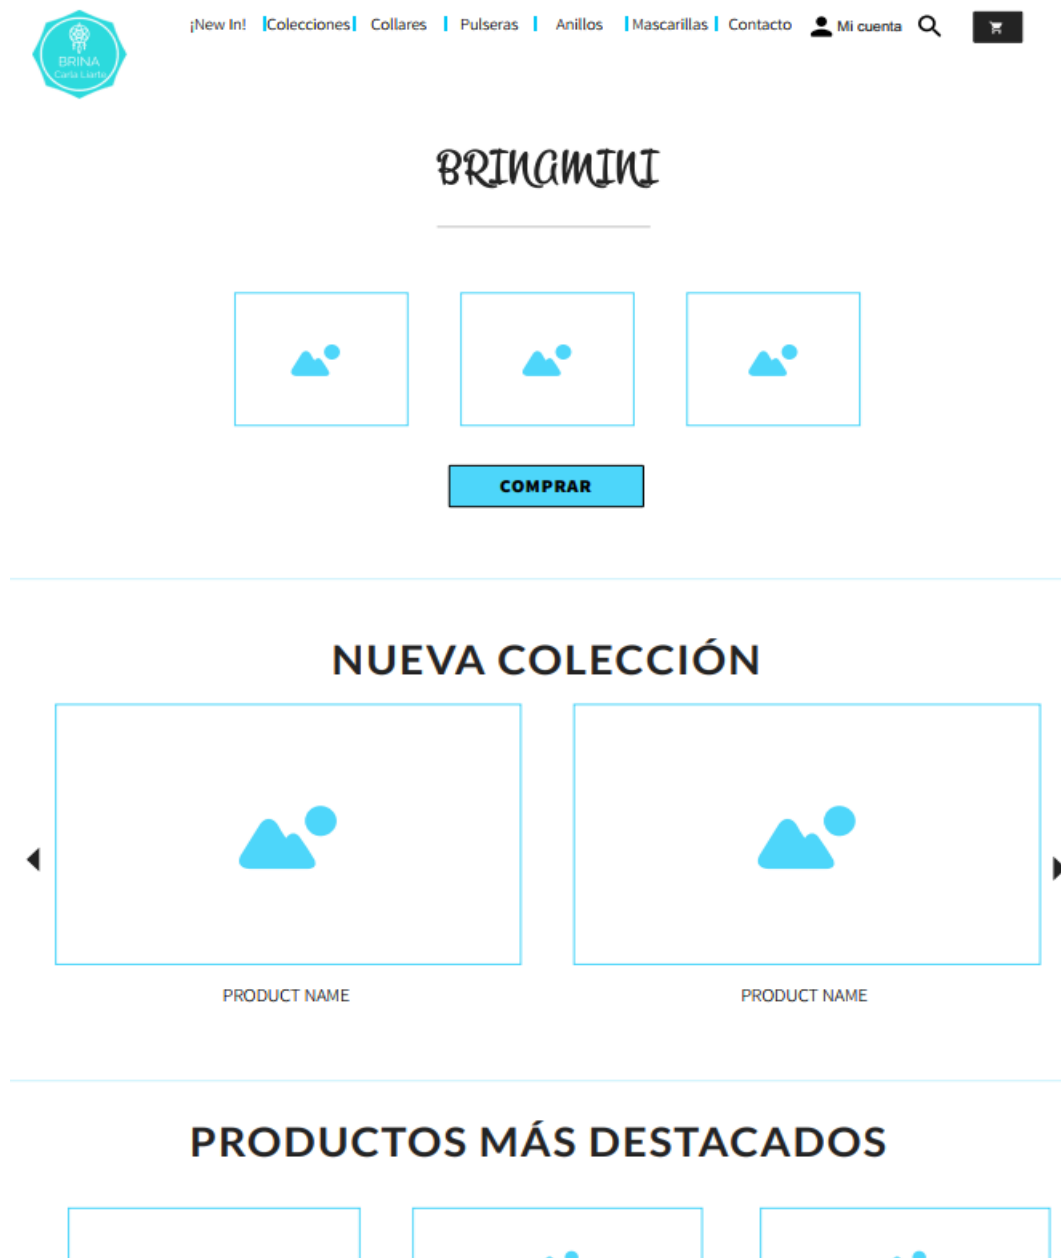 ¡New In! Colecciones Collares Pulseras Anillos Mascarillas Contacto Mi cuenta
BRINA
Carla Liarte
BRINAMINI
COMPRAR
NUEVA COLECCIÓN
PRODUCT NAME PRODUCT NAME
PRODUCTOS MÁS DESTACADOS